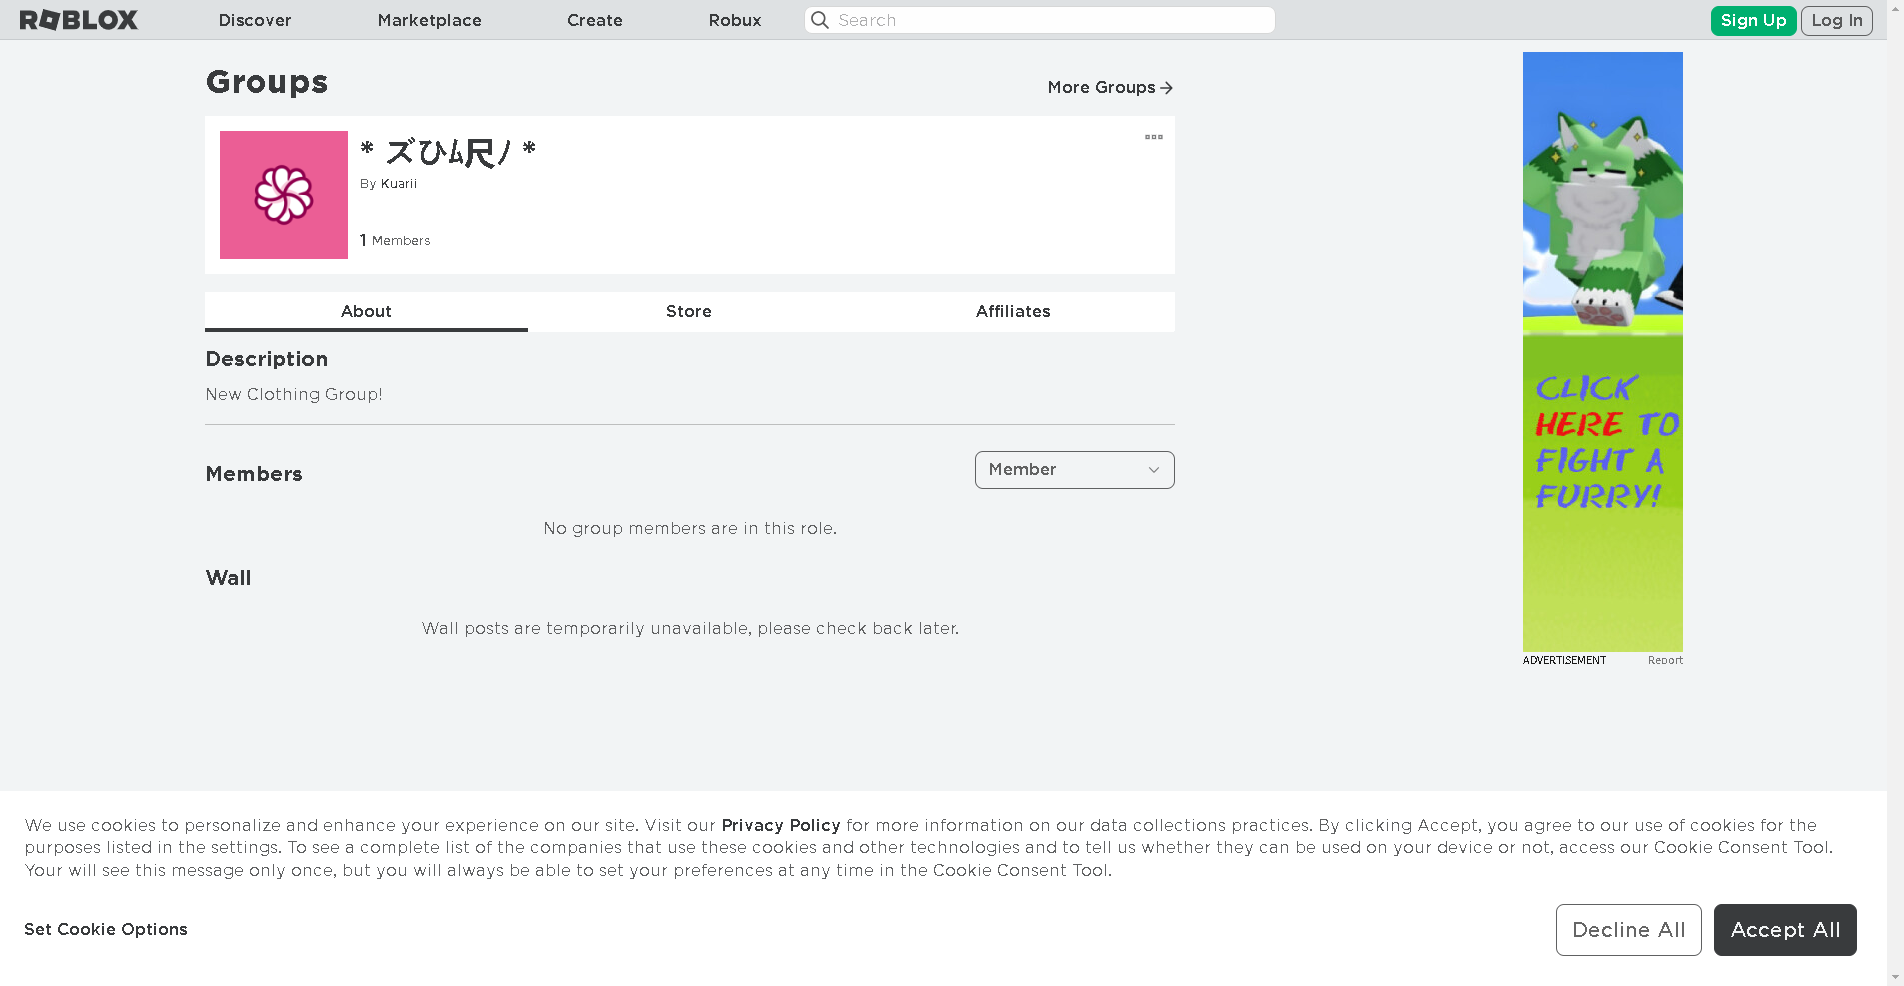 ROBLOX
Discover
Marketplace
Create
Robux
Search
Sign Up
Log In
Groups
More Groups
* ズひﾑ尺ﾉ *
By Kuarii
1 Members
About
Store
Affiliates
Description
New Clothing Group!
Members
Member
No group members are in this role.
Wall
Wall posts are temporarily unavailable, please check back later.
CLICK
HERE TO
FIGHT A
FURRY!
ADVERTISEMENT
Report
We use cookies to personalize and enhance your experience on our site. Visit our Privacy Policy for more information on our data collections practices. By clicking Accept, you agree to our use of cookies for the
purposes listed in the settings. To see a complete list of the companies that use these cookies and other technologies and to tell us whether they can be used on your device or not, access our Cookie Consent Tool.
Your will see this message only once, but you will always be able to set your preferences at any time in the Cookie Consent Tool.
Set Cookie Options
Decline All
Accept All